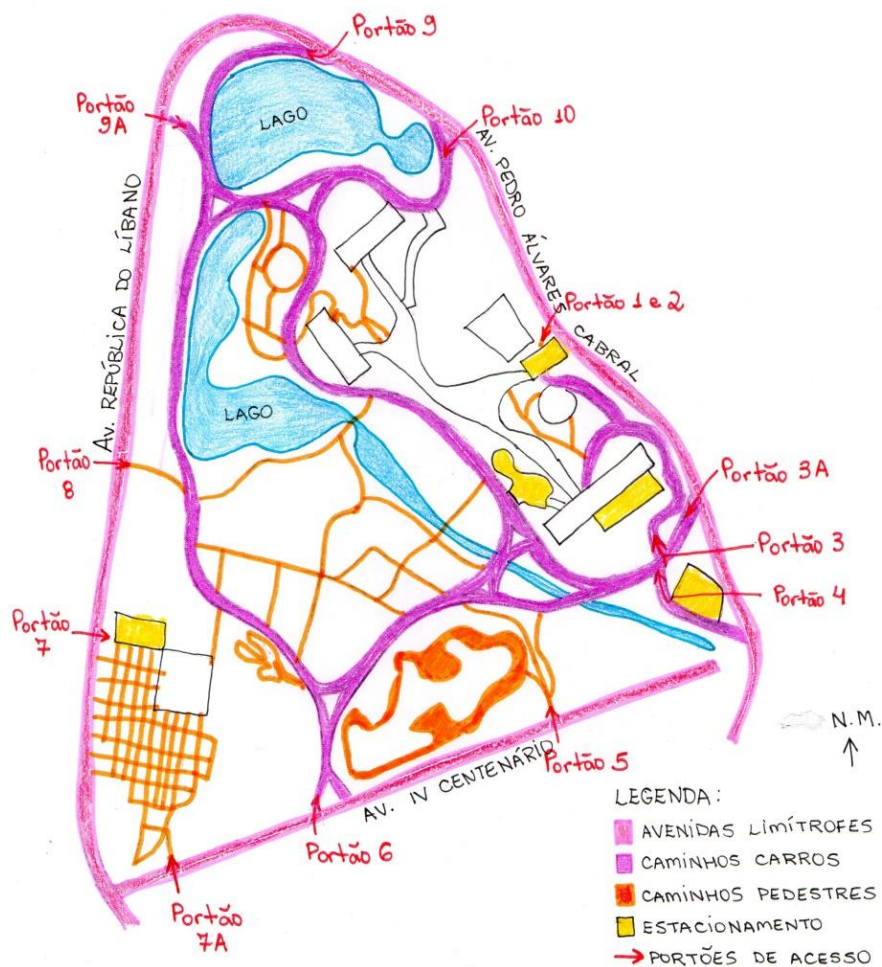 Portão 9
LAGO
Portão
9A
Portão 10
AV. PEDRO ÁLVARES CABRAL
AV. REPÚBLICA DO LÍBANO
Portão 1 e 2
LAGO
Portão
8
Portão 3A
Portão 3
Portão 4
Portão
7
N.M.
Portão 5
AV. IV CENTENÁRIO
Portão 6
Portão
7A
LEGENDA:
AVENIDAS LIMÍTROFES
CAMINHOS CARROS
CAMINHOS PEDESTRES
ESTACIONAMENTO
PORTÕES DE ACESSO